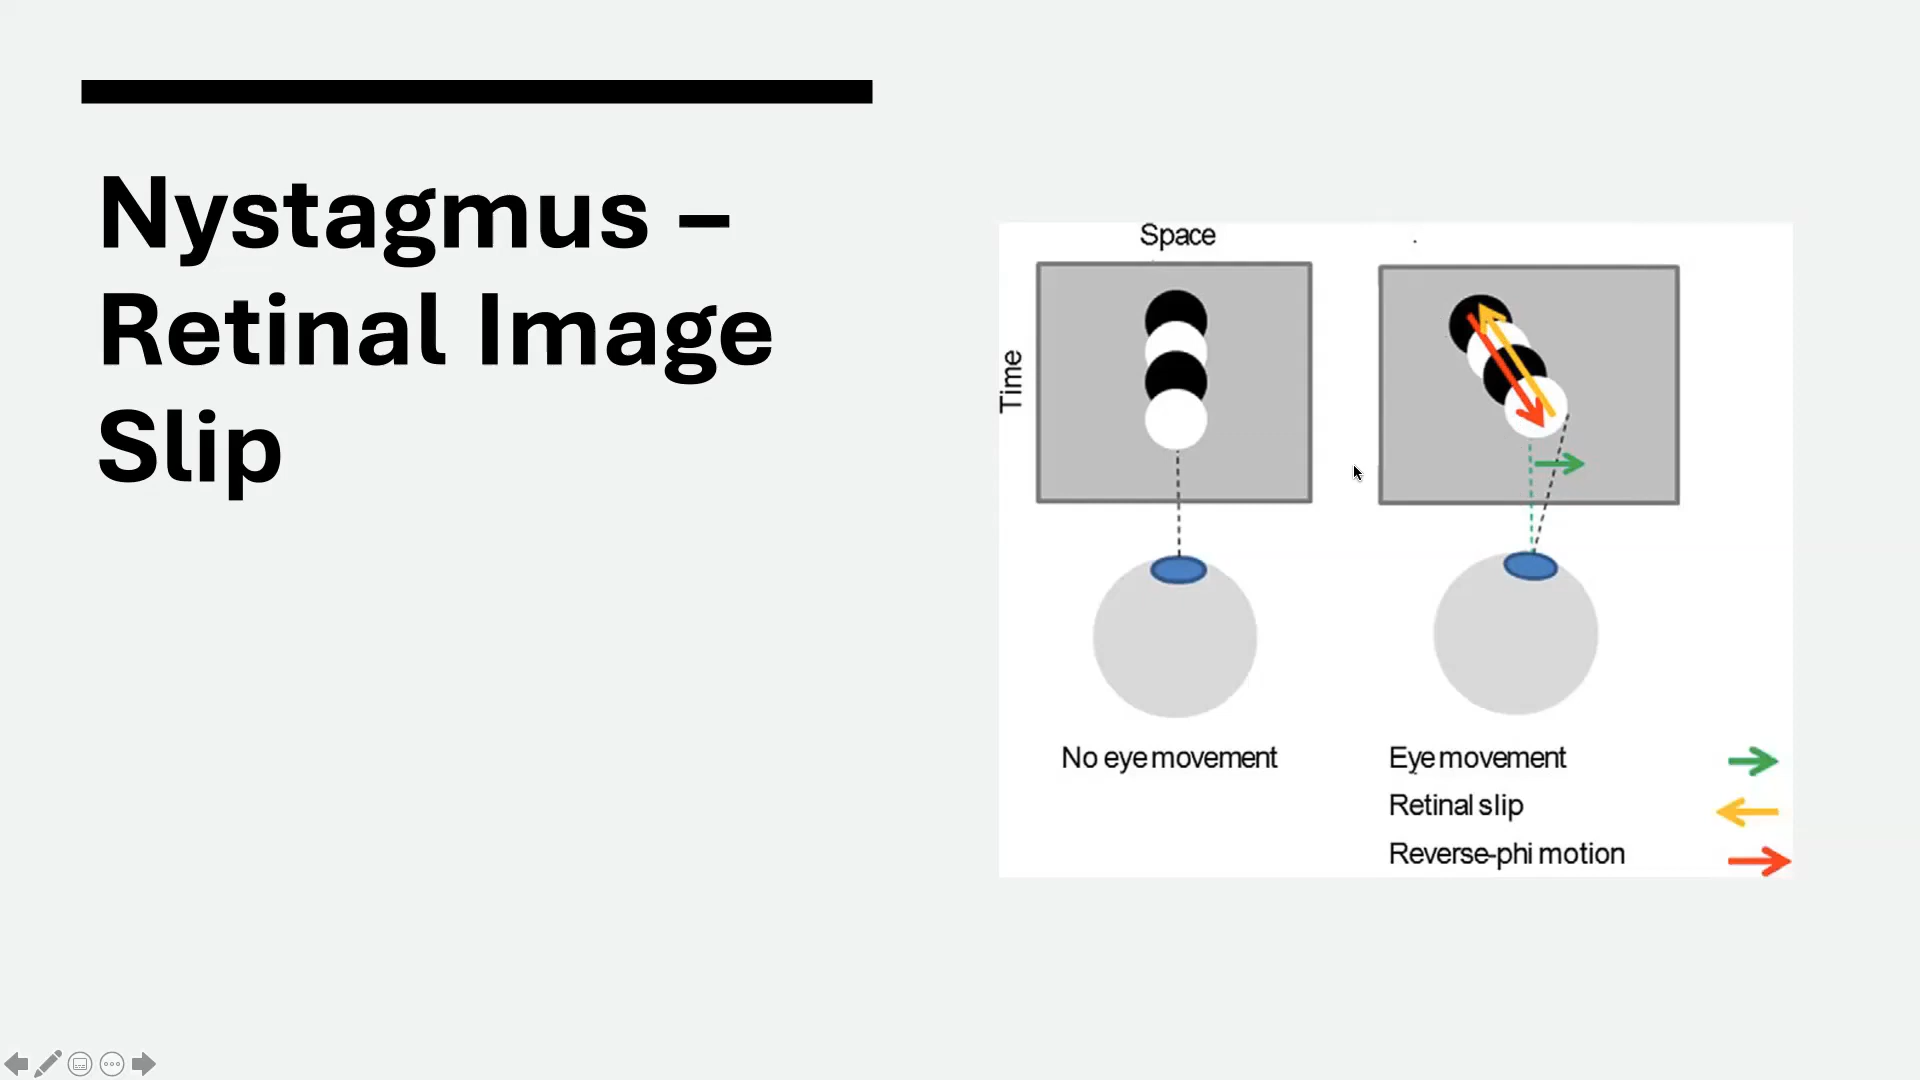 Nystagmus –
Retinal Image
Slip
Space
Time
No eye movement
Eye movement
Retinal slip
Reverse-phi motion